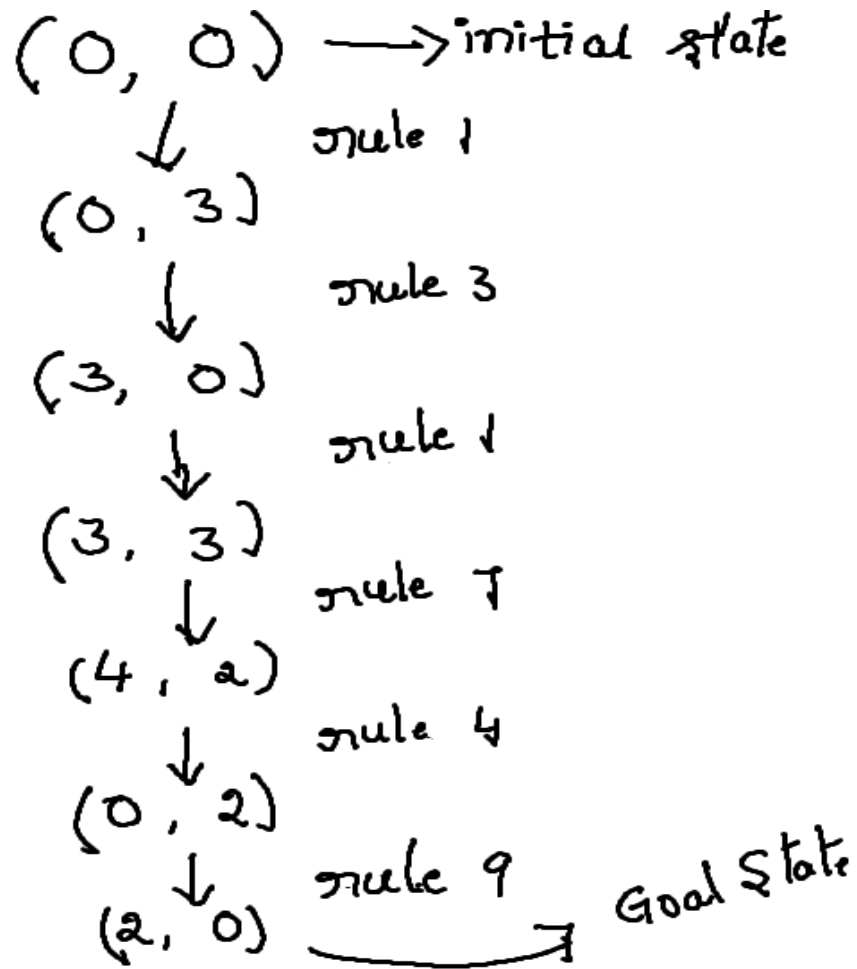 (0, 0) → initial state
↓ rule 1
(0, 3)
↓ rule 3
(3, 0)
↓ rule 1
(3, 3)
↓ rule 7
(4, 2)
↓ rule 4
(0, 2)
↓ rule 9
(2, 0) → Goal State